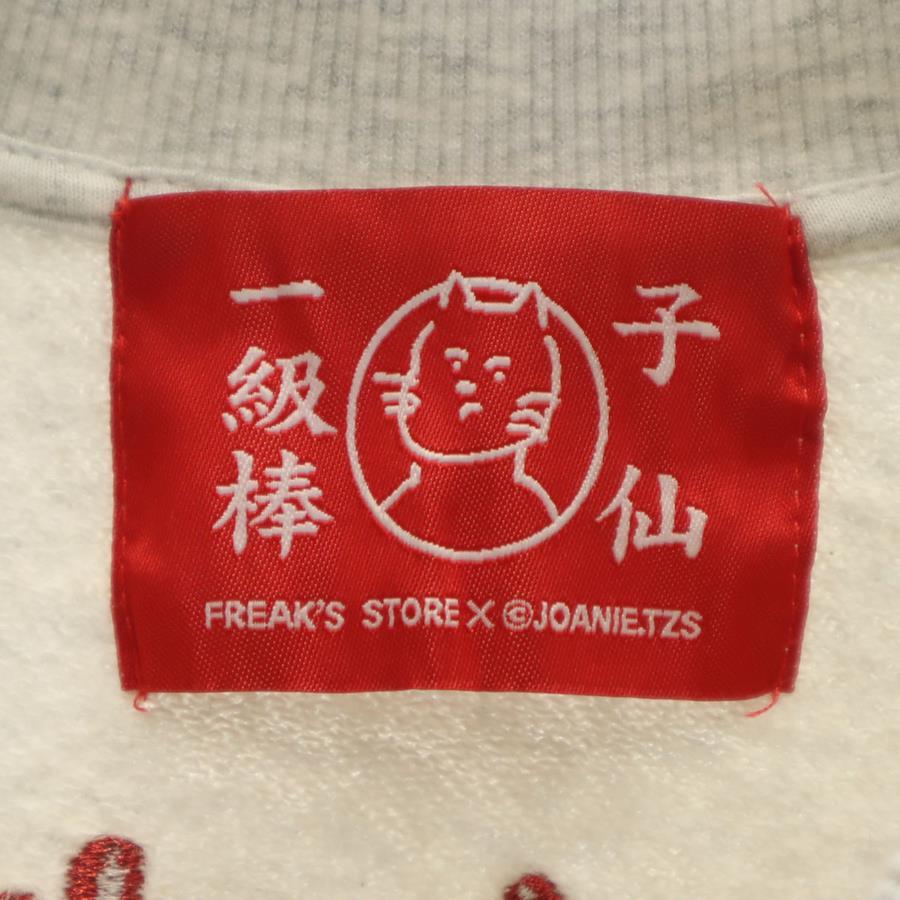 子仙
一級棒
FREAK'S STORE X ©JOANIE.TZS